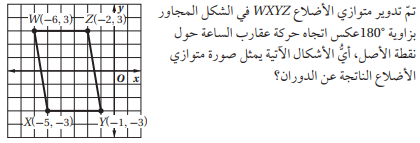 تمّ تدوير متوازي الأضلاع WXYZ في الشكل المجاور
بزاوية 180° عكس اتجاه حركة عقارب الساعة حول
نقطة الأصل، أيُّ الأشكال الآتية يمثل صورة متوازي
الأضلاع الناتجة عن الدوران؟
y
W(−6, 3) Z(−2, 3)
O x
X(−5, −3) Y(−1, −3)